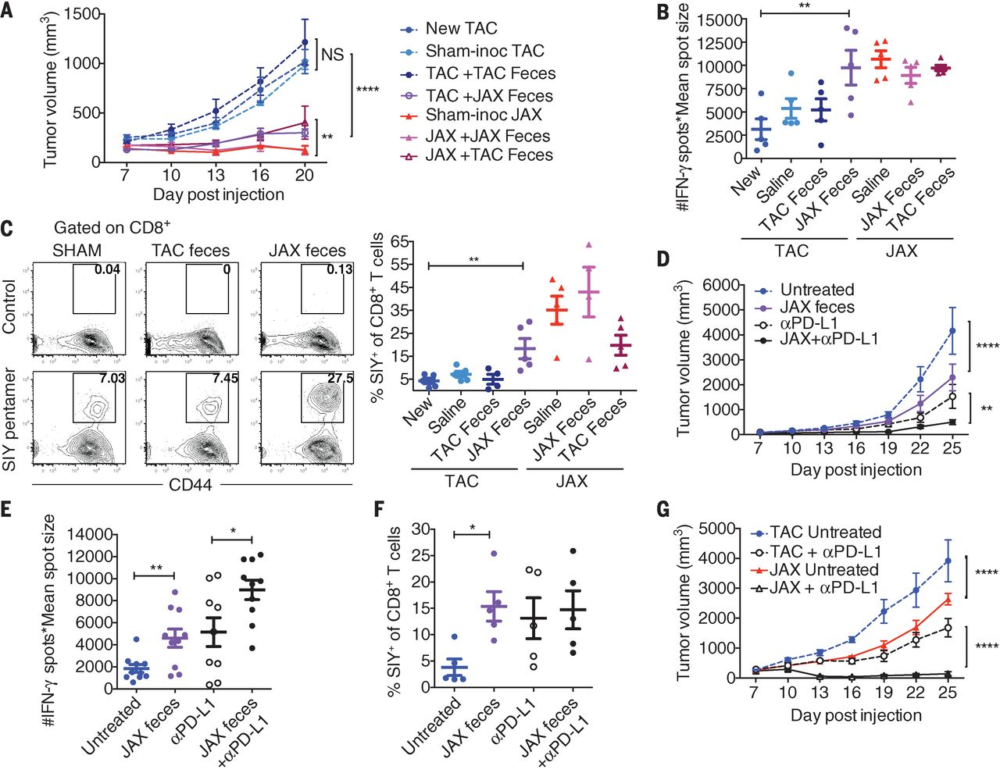 A
Tumor volume (mm³)
1500
1000
500
0
7 10 13 16 20
Day post injection
NS
****
**
New TAC
Sham-inoc TAC
TAC +TAC Feces
TAC +JAX Feces
Sham-inoc JAX
JAX +JAX Feces
JAX +TAC Feces
B
#IFN-γ spots*Mean spot size
15000
12500
10000
7500
5000
2500
0
**
New
Saline
TAC Feces
JAX Feces
Saline
JAX Feces
TAC Feces
TAC
JAX
C
Gated on CD8⁺
SHAM
TAC feces
JAX feces
Control
0.04
0
0.13
SIY pentamer
7.03
7.45
27.5
CD44
% SIY⁺ of CD8⁺ T cells
65
55
45
35
25
15
5
**
New
Saline
TAC Feces
JAX Feces
Saline
JAX Feces
TAC Feces
TAC
JAX
D
Tumor volume (mm³)
6000
5000
4000
3000
2000
1000
0
7 10 13 16 19 22 25
Day post injection
Untreated
JAX feces
αPD-L1
JAX+αPD-L1
****
**
E
#IFN-γ spots*Mean spot size
14000
12000
10000
8000
6000
4000
2000
0
**
*
Untreated
JAX feces
αPD-L1
JAX feces
+αPD-L1
F
% SIY⁺ of CD8⁺ T cells
30
25
20
15
10
5
0
*
Untreated
JAX feces
αPD-L1
JAX feces
+αPD-L1
G
Tumor volume (mm³)
5000
4000
3000
2000
1000
0
7 10 13 16 19 22 25
Day post injection
TAC Untreated
TAC + αPD-L1
JAX Untreated
JAX + αPD-L1
****
****